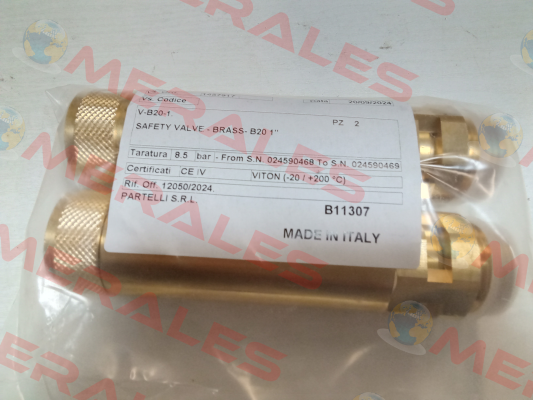 MERALES
Vs. Codice
V-B20-1 PZ 2
SAFETY VALVE - BRASS- B20 1"
Taratura 8.5 bar - From S.N. 024590468 To S.N. 024590469
Certificati CE IV VITON (-20 / +200 °C)
Rif. Off. 12050/2024
PARTELLI S.R.L
B11307
MADE IN ITALY
MERALES
MERALES